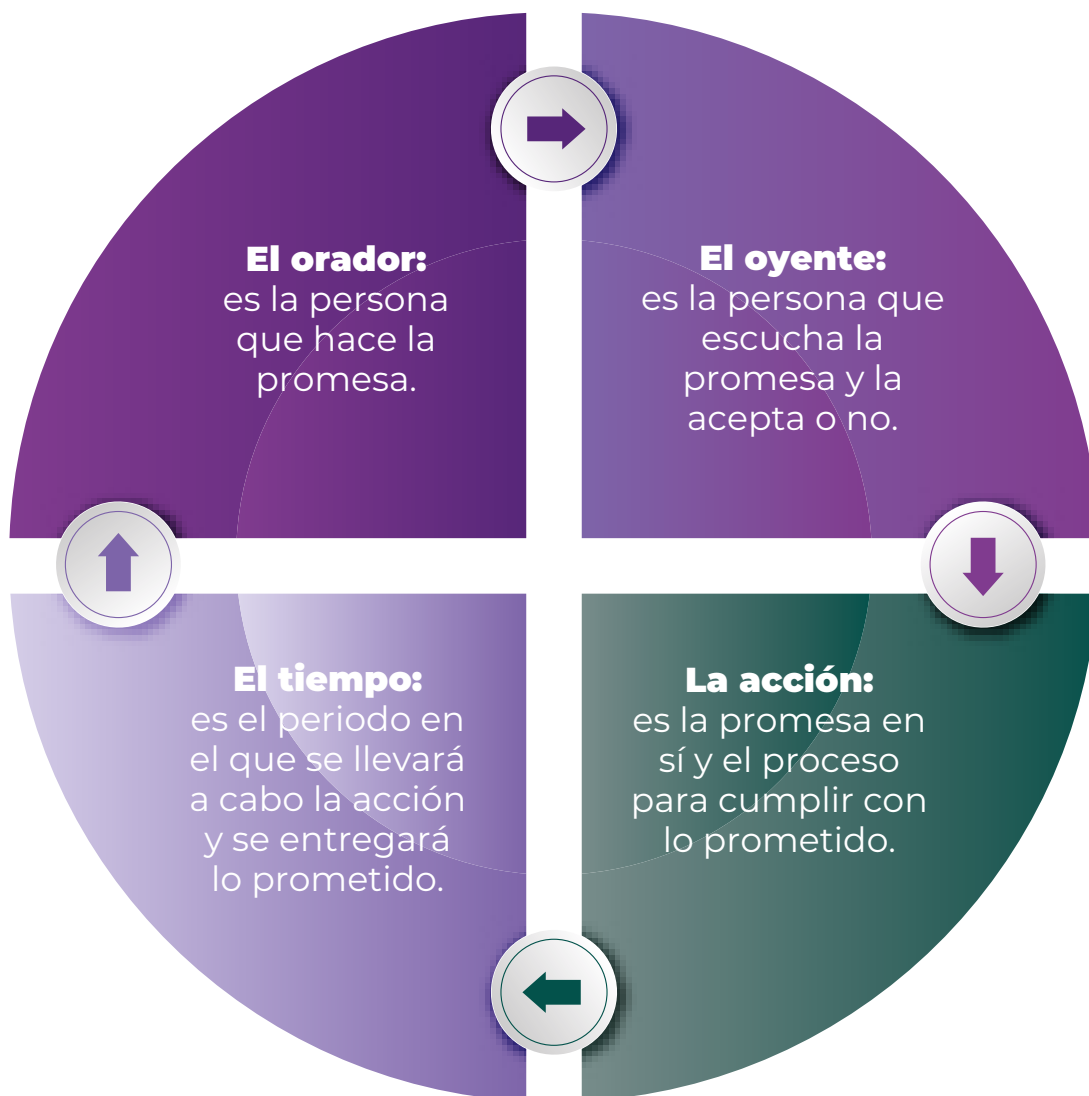 El orador:
es la persona
que hace la
promesa.
El oyente:
es la persona que
escucha la
promesa y la
acepta o no.
El tiempo:
es el periodo en
el que se llevará
a cabo la acción
y se entregará
lo prometido.
La acción:
es la promesa en
sí y el proceso
para cumplir con
lo prometido.